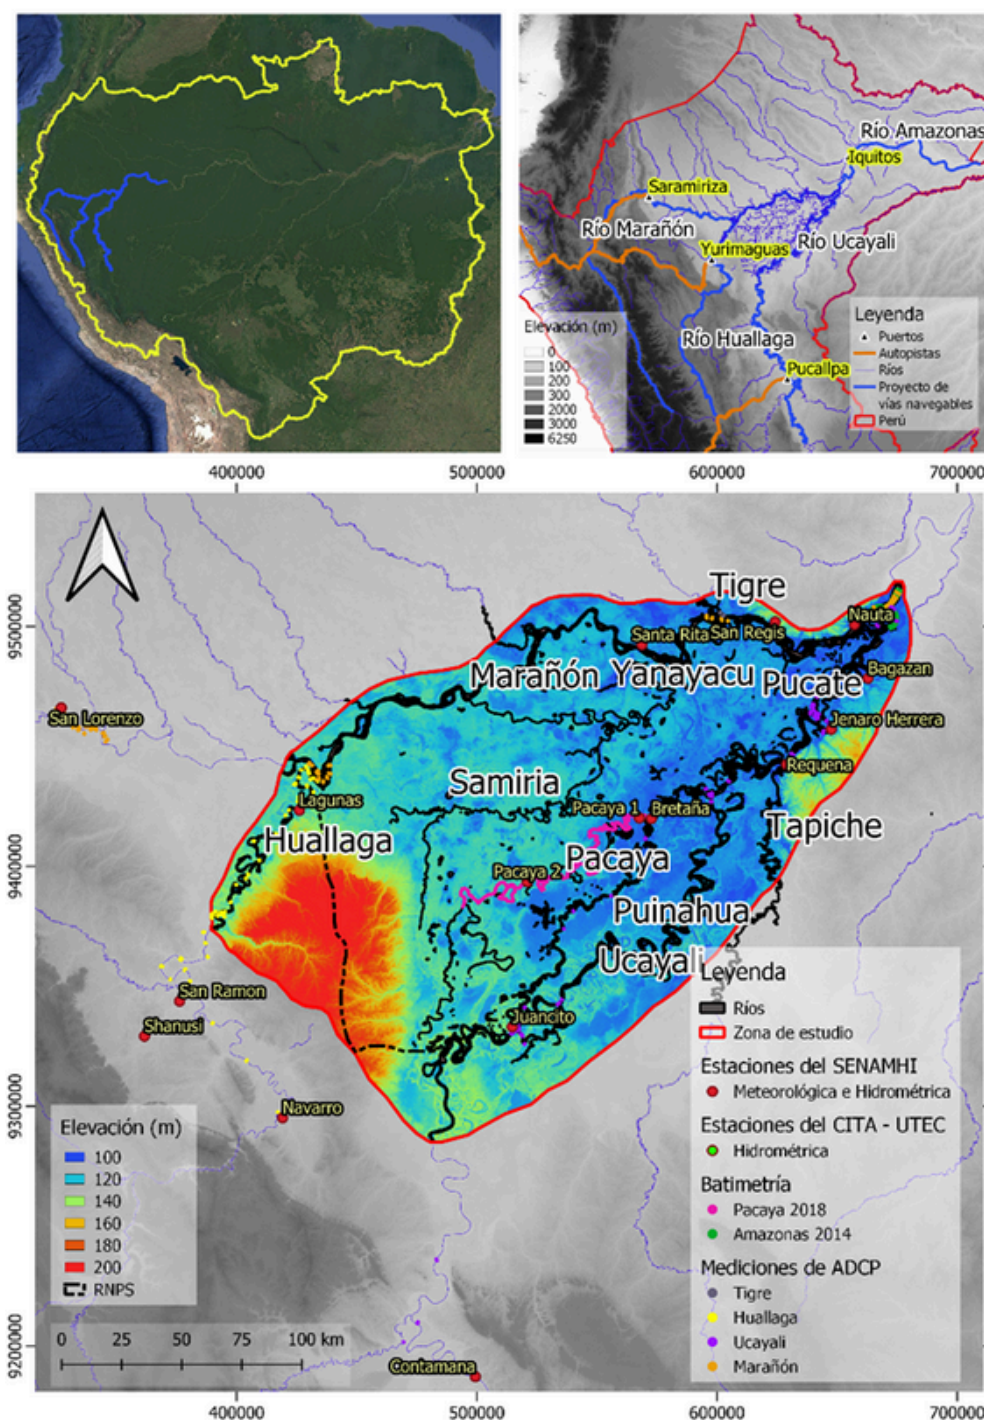 Río Amazonas
Iquitos
Saramiriza
Río Marañón
Yurimaguas
Río Ucayali
Río Huallaga
Pucallpa
Elevación (m)
0
100
200
300
2000
3000
6250
Leyenda
Puertos
Autopistas
Ríos
Proyecto de
vías navegables
Perú
400000 500000 600000 700000
9500000
9400000
9300000
9200000
Tigre
Nauta
Santa Rita
San Regis
Marañón
Yanayacu
Pucate
Bagazan
San Lorenzo
Jenaro Herrera
Requena
Samiria
Lagunas
Pacaya 1
Bretaña
Huallaga
Tapiche
Pacaya
Pacaya 2
Puinahua
Ucayali
San Ramon
Shanusi
Juancito
Navarro
Contamana
Elevación (m)
100
120
140
160
180
200
RNPS
0 25 50 75 100 km
Leyenda
Ríos
Zona de estudio
Estaciones del SENAMHI
Meteorológica e Hidrométrica
Estaciones del CITA - UTEC
Hidrométrica
Batimetría
Pacaya 2018
Amazonas 2014
Mediciones de ADCP
Tigre
Huallaga
Ucayali
Marañón
400000 500000 600000 700000